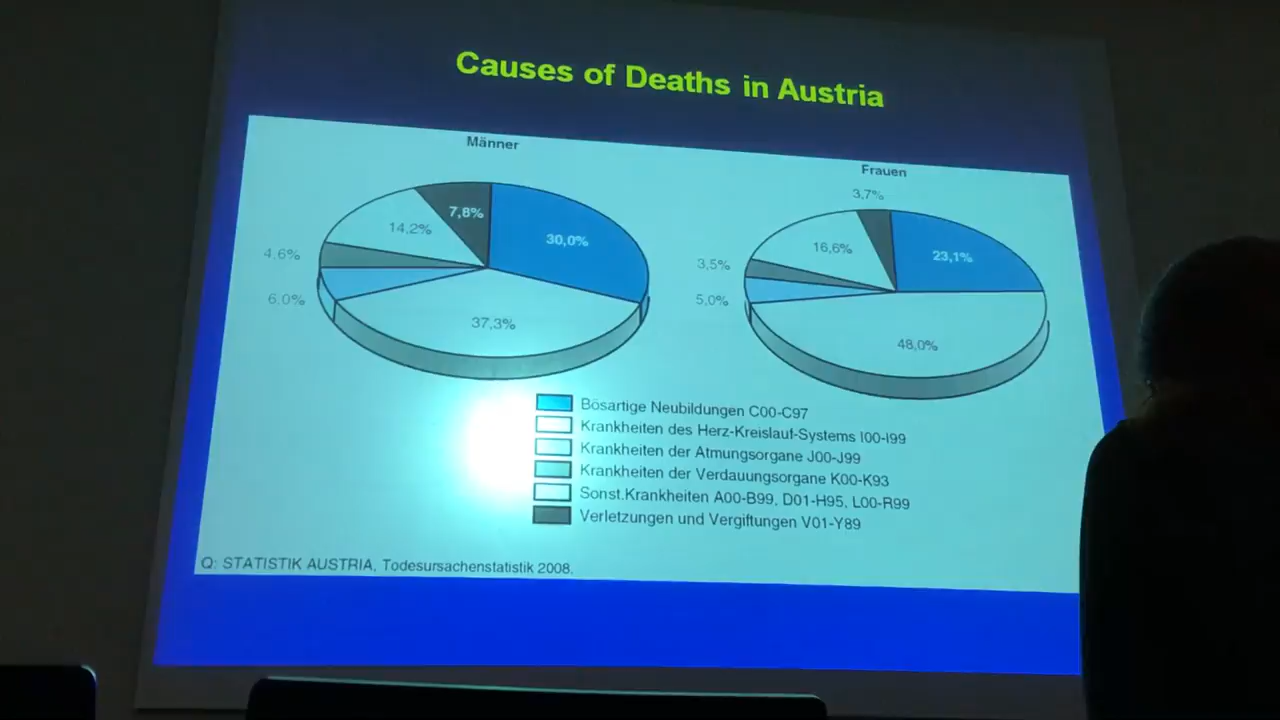 Causes of Deaths in Austria
Männer
7,8%
30,0%
14,2%
4,6%
6,0%
37,3%
Frauen
3,7%
23,1%
16,6%
3,5%
5,0%
48,0%
Bösartige Neubildungen C00-C97
Krankheiten des Herz-Kreislauf-Systems I00-I99
Krankheiten der Atmungsorgane J00-J99
Krankheiten der Verdauungsorgane K00-K93
Sonst.Krankheiten A00-B99, D01-H95, L00-R99
Verletzungen und Vergiftungen V01-Y89
Q: STATISTIK AUSTRIA, Todesursachenstatistik 2008.